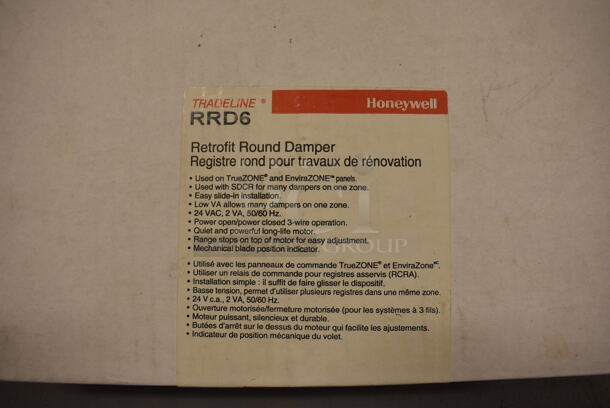 TRADELINE®
Honeywell
RRD6
Retrofit Round Damper
Registre rond pour travaux de rénovation
• Used on TrueZONE® and EnviraZONE™ panels.
• Used with SDCR for many dampers on one zone.
• Easy slide-in installation.
• Low VA allows many dampers on one zone.
• 24 VAC, 2 VA, 50/60 Hz.
• Power open/power closed 3-wire operation.
• Quiet and powerful long-life motor.
• Range stops on top of motor for easy adjustment.
• Mechanical blade position indicator.
• Utilisé avec les panneaux de commande TrueZONE® et EnviraZone MC.
• Utiliser un relais de commande pour registres asservis (RCRA).
• Installation simple : il suffit de faire glisser le dispositif.
• Basse tension, permet d'utiliser plusieurs registres dans une même zone.
• 24 V c.a., 2 VA, 50/60 Hz.
• Ouverture motorisée/fermeture motorisée (pour les systèmes à 3 fils).
• Moteur puissant, silencieux et durable.
• Butées d'arrêt sur le dessus du moteur qui facilite les ajustements.
• Indicateur de position mécanique du volet.
GROUP